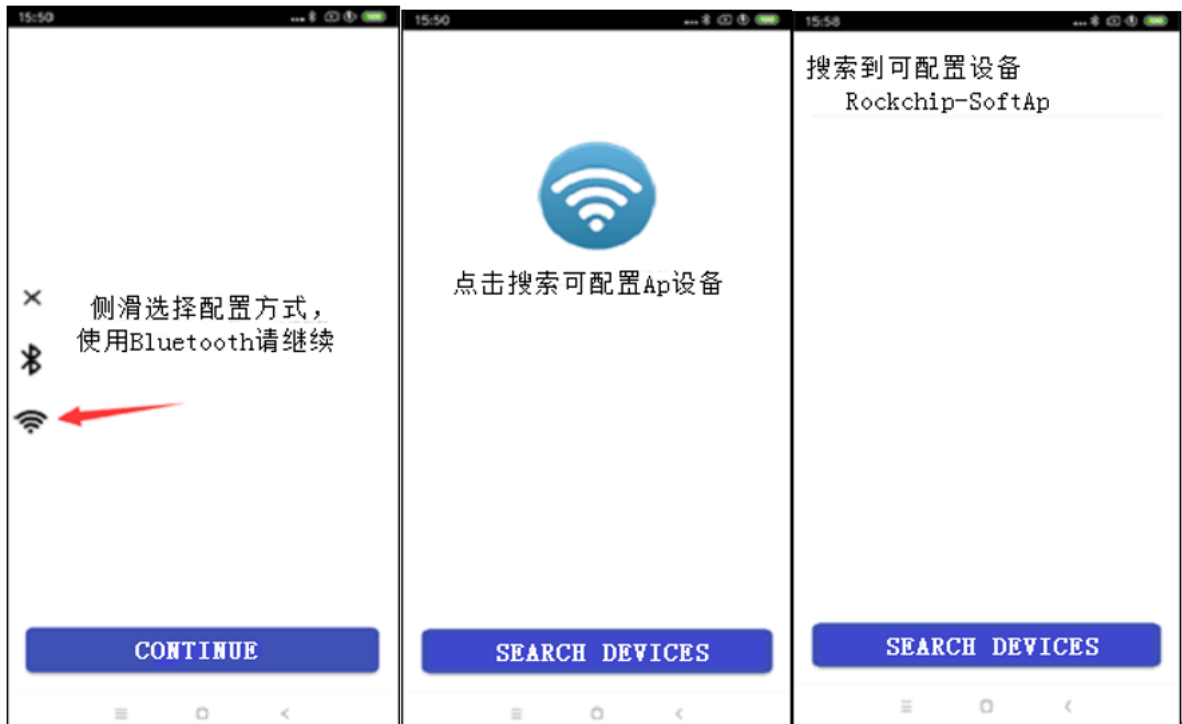 15:50
侧滑选择配置方式，
使用Bluetooth请继续
CONTINUE
15:50
点击搜索可配置Ap设备
SEARCH DEVICES
15:58
搜索到可配置设备
Rockchip-SoftAp
SEARCH DEVICES